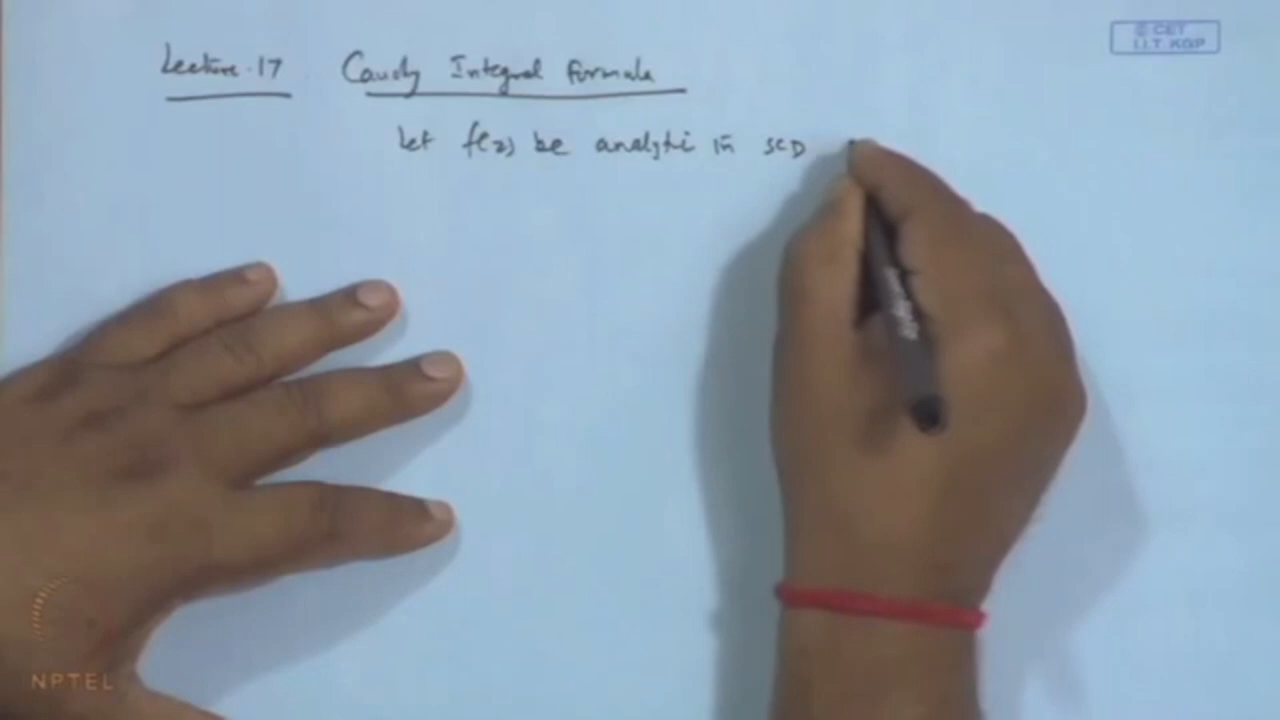 Lecture-17 Cauchy Integral Formula
Let f(z) be analytic in SCD
© CET
I.I.T. KGP
NPTEL